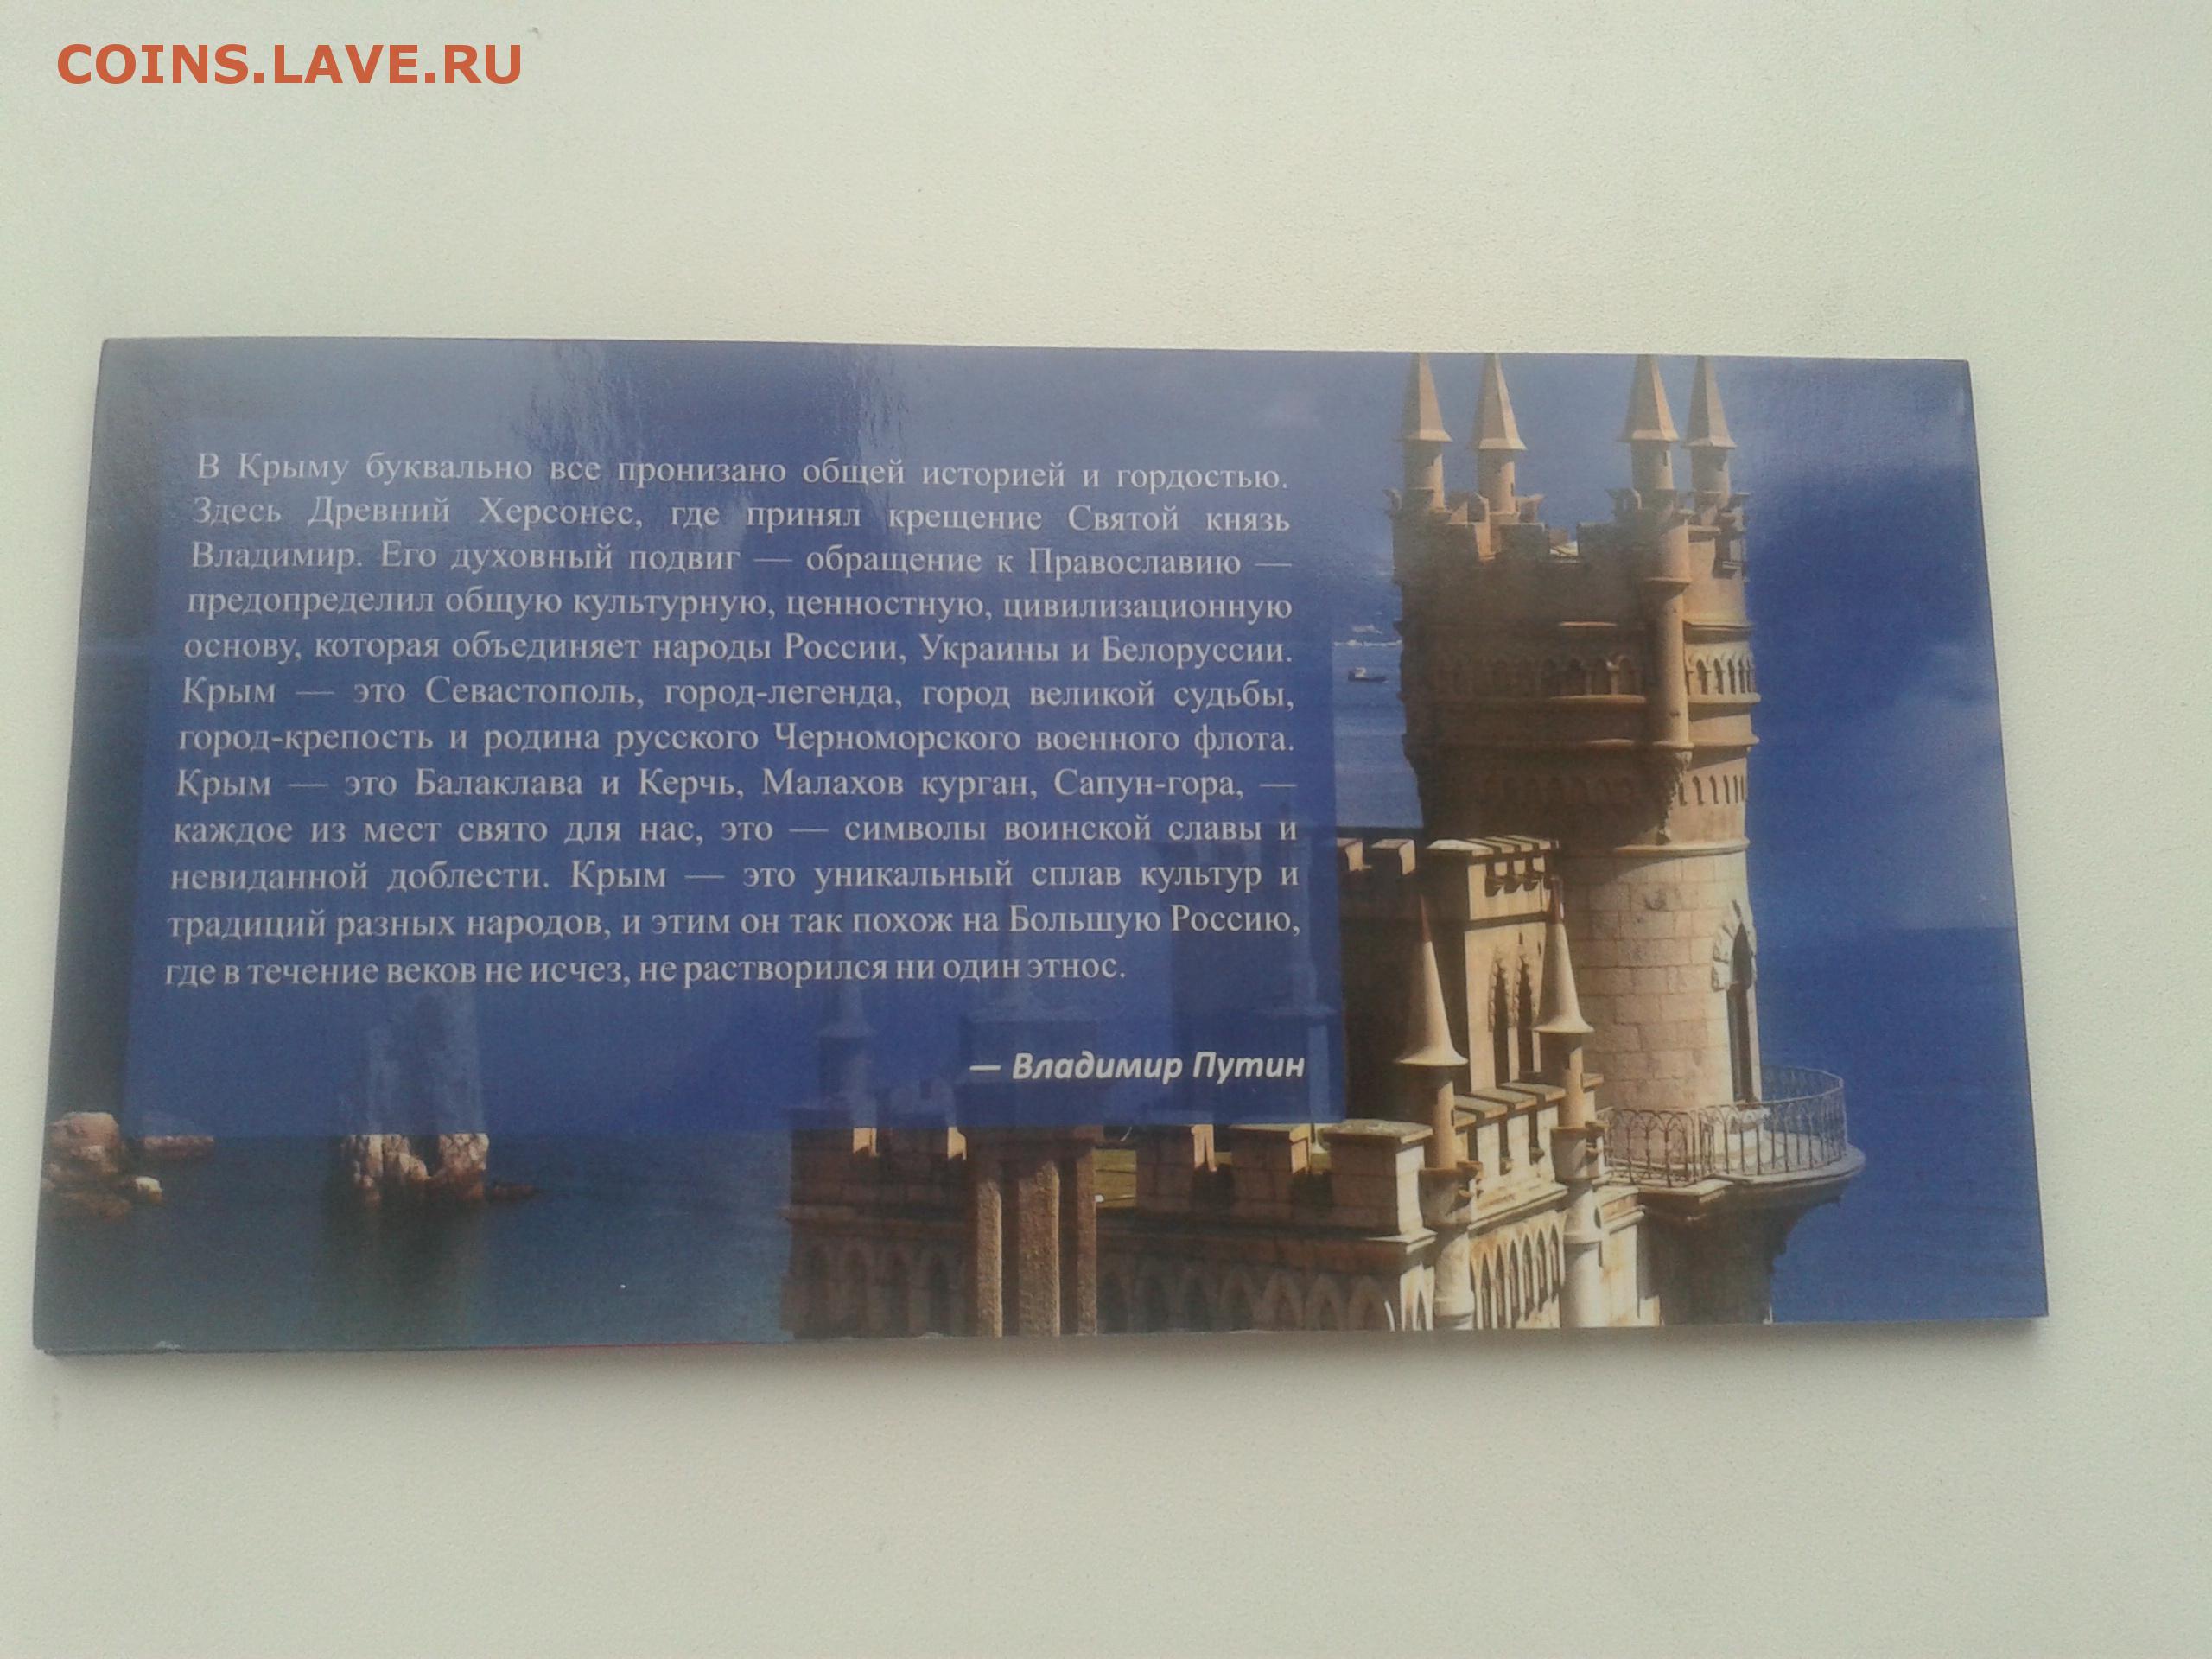 COINS.LAVE.RU
В Крыму буквально все пронизано общей историей и гордостью.
Здесь Древний Херсонес, где принял крещение Святой князь
Владимир. Его духовный подвиг — обращение к Православию —
предопределил общую культурную, ценностную, цивилизационную
основу, которая объединяет народы России, Украины и Белоруссии.
Крым — это Севастополь, город-легенда, город великой судьбы,
город-крепость и родина русского Черноморского военного флота.
Крым — это Балаклава и Керчь, Малахов курган, Сапун-гора, —
каждое из мест свято для нас, это — символы воинской славы и
невиданной доблести. Крым — это уникальный сплав культур и
традиций разных народов, и этим он так похож на Большую Россию,
где в течение веков не исчез, не растворился ни один этнос.
— Владимир Путин